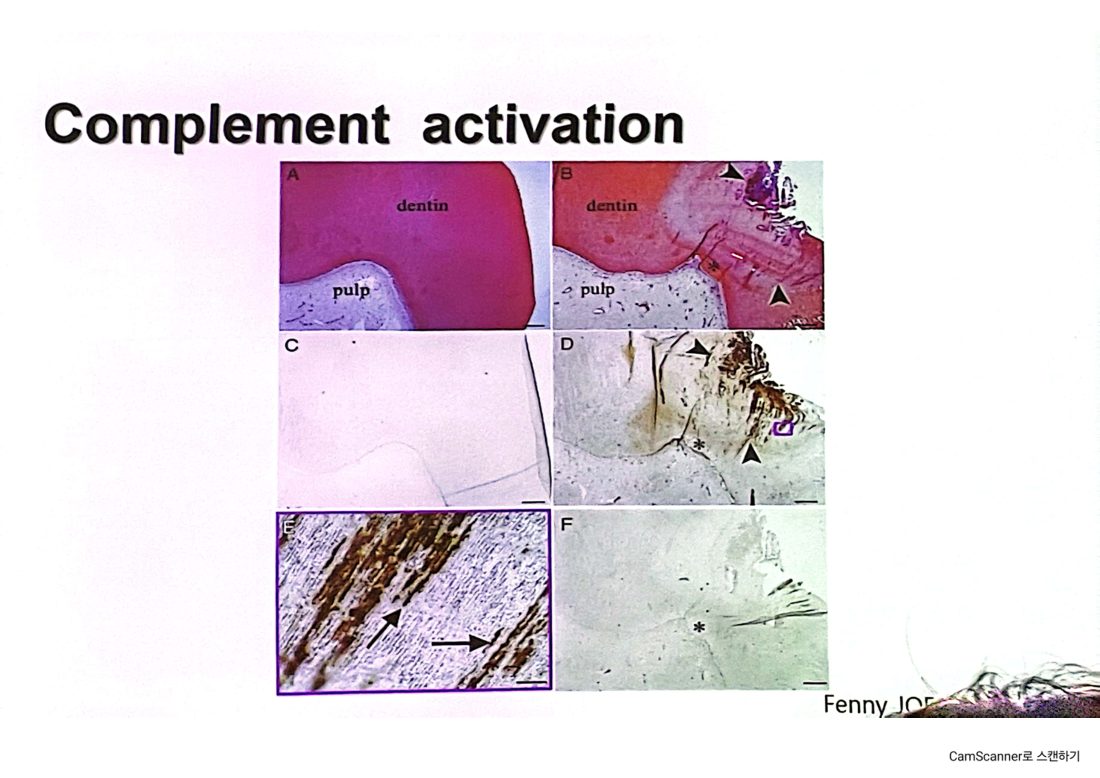 Complement activation
A
dentin
pulp
B
dentin
pulp
C
D
*
E
F
*
Fenny
CamScanner로 스캔하기